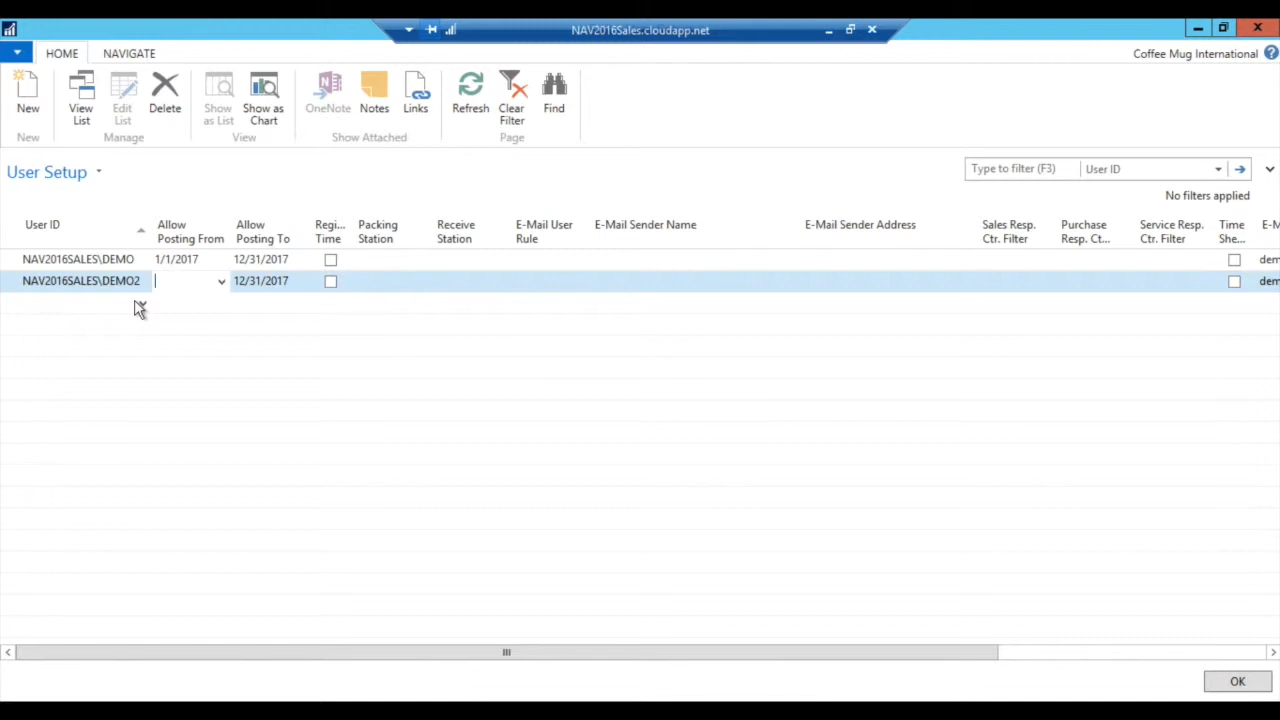 NAV2016Sales.cloudapp.net
HOME NAVIGATE Coffee Mug International
New View List Edit List Delete Show as List Show as Chart OneNote Notes Links Refresh Clear Filter Find
New Manage View Show Attached Page
User Setup Type to filter (F3) User ID
No filters applied
User ID Allow Posting From Allow Posting To Regi... Time Packing Station Receive Station E-Mail User Rule E-Mail Sender Name E-Mail Sender Address Sales Resp. Ctr. Filter Purchase Resp. Ct... Service Resp. Ctr. Filter Time She... E-M
NAV2016SALES\DEMO 1/1/2017 12/31/2017 dem
NAV2016SALES\DEMO2 12/31/2017 dem
OK